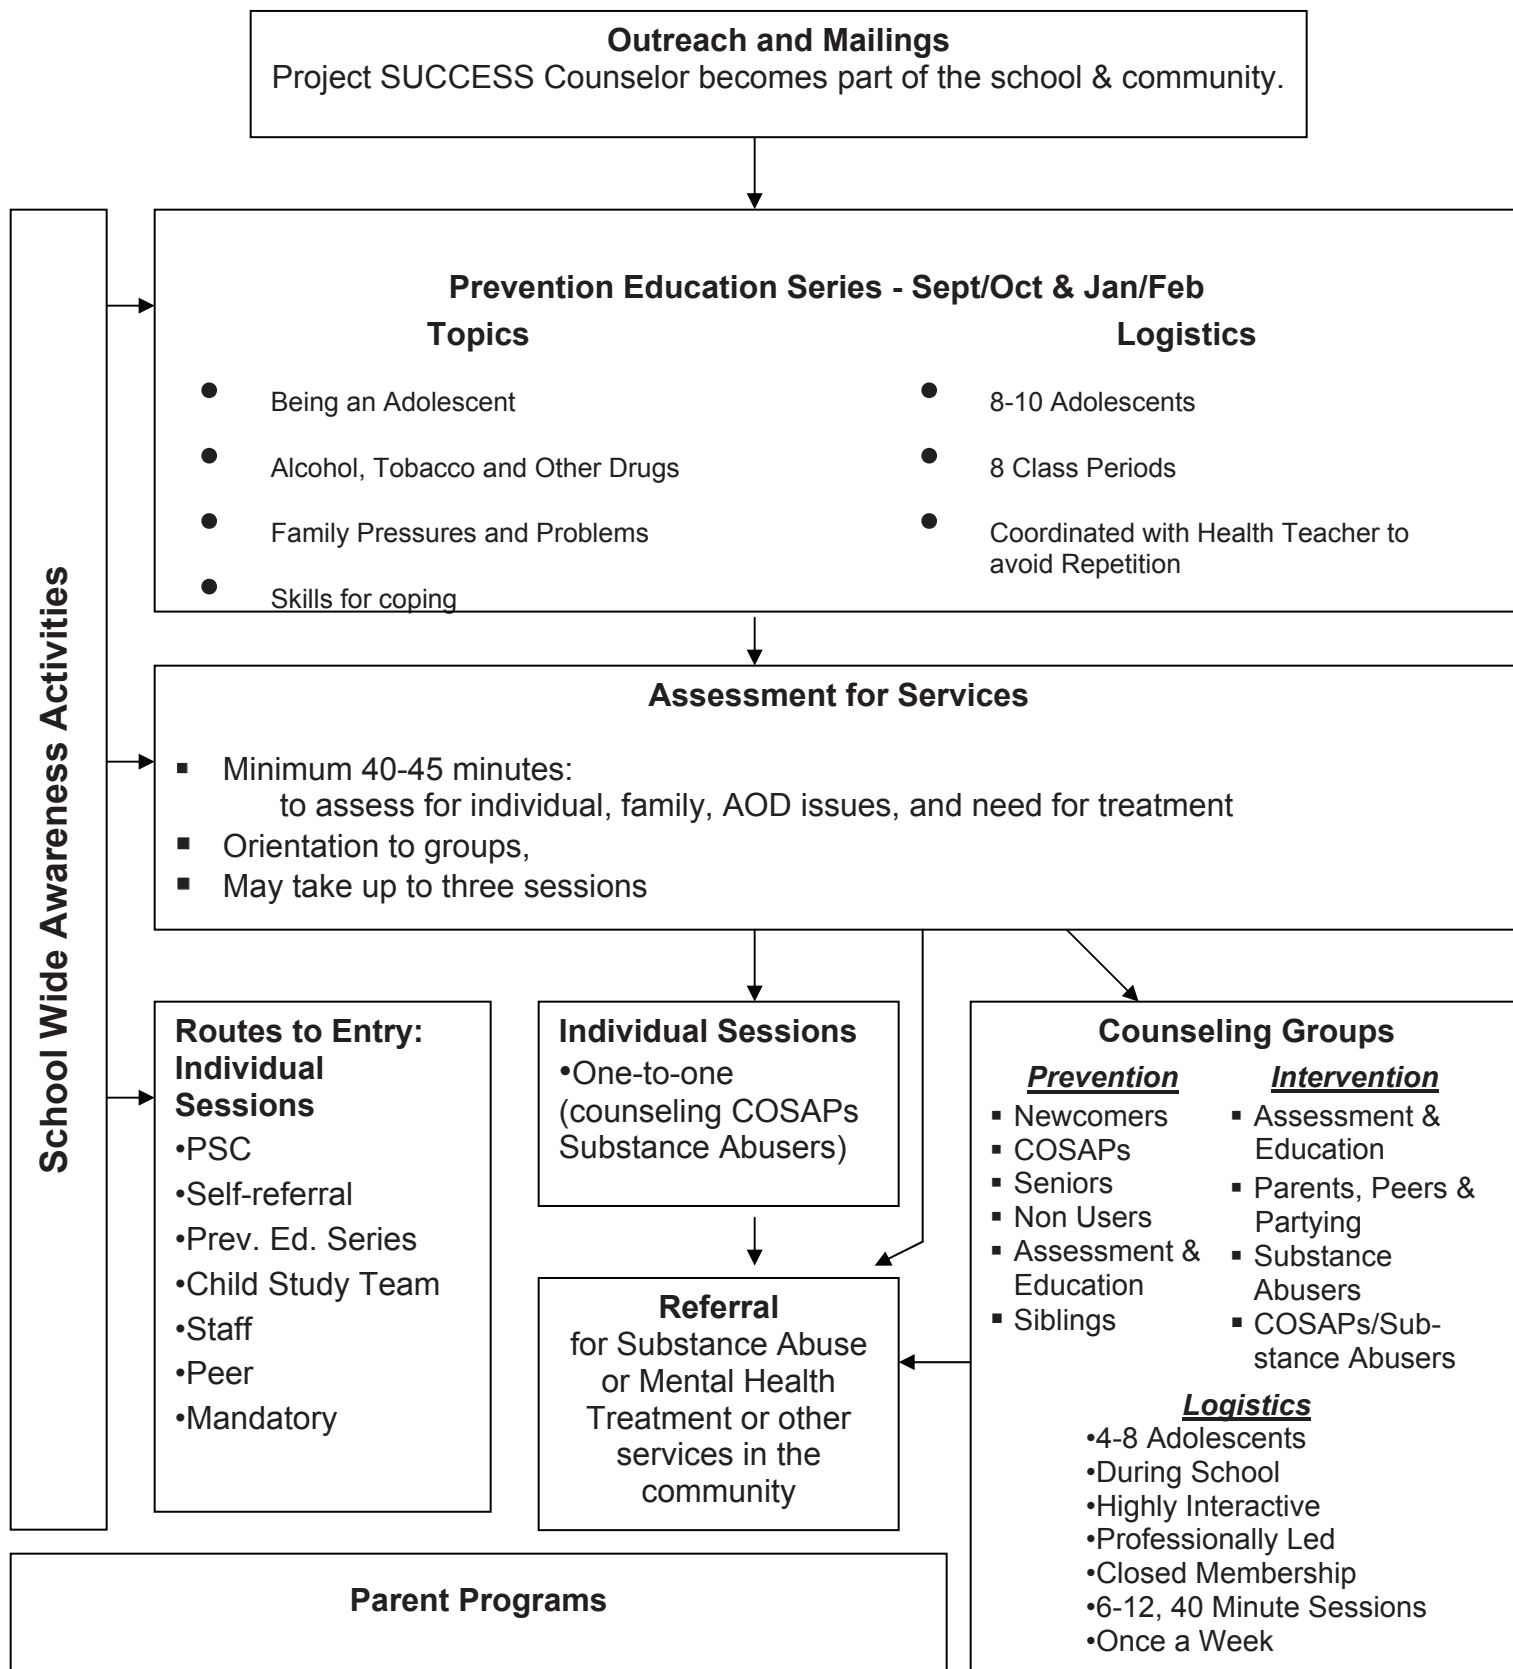 Outreach and Mailings
Project SUCCESS Counselor becomes part of the school & community.
School Wide Awareness Activities
Prevention Education Series - Sept/Oct & Jan/Feb
Topics
● Being an Adolescent
● Alcohol, Tobacco and Other Drugs
● Family Pressures and Problems
● Skills for coping
Logistics
● 8-10 Adolescents
● 8 Class Periods
● Coordinated with Health Teacher to
avoid Repetition
Assessment for Services
▪ Minimum 40-45 minutes:
to assess for individual, family, AOD issues, and need for treatment
▪ Orientation to groups,
▪ May take up to three sessions
Routes to Entry:
Individual
Sessions
•PSC
•Self-referral
•Prev. Ed. Series
•Child Study Team
•Staff
•Peer
•Mandatory
Individual Sessions
•One-to-one
(counseling COSAPs
Substance Abusers)
Referral
for Substance Abuse
or Mental Health
Treatment or other
services in the
community
Counseling Groups
Prevention
▪ Newcomers
▪ COSAPs
▪ Seniors
▪ Non Users
▪ Assessment &
Education
▪ Siblings
Intervention
▪ Assessment &
Education
▪ Parents, Peers &
Partying
▪ Substance
Abusers
▪ COSAPs/Sub-
stance Abusers
Logistics
•4-8 Adolescents
•During School
•Highly Interactive
•Professionally Led
•Closed Membership
•6-12, 40 Minute Sessions
•Once a Week
Parent Programs